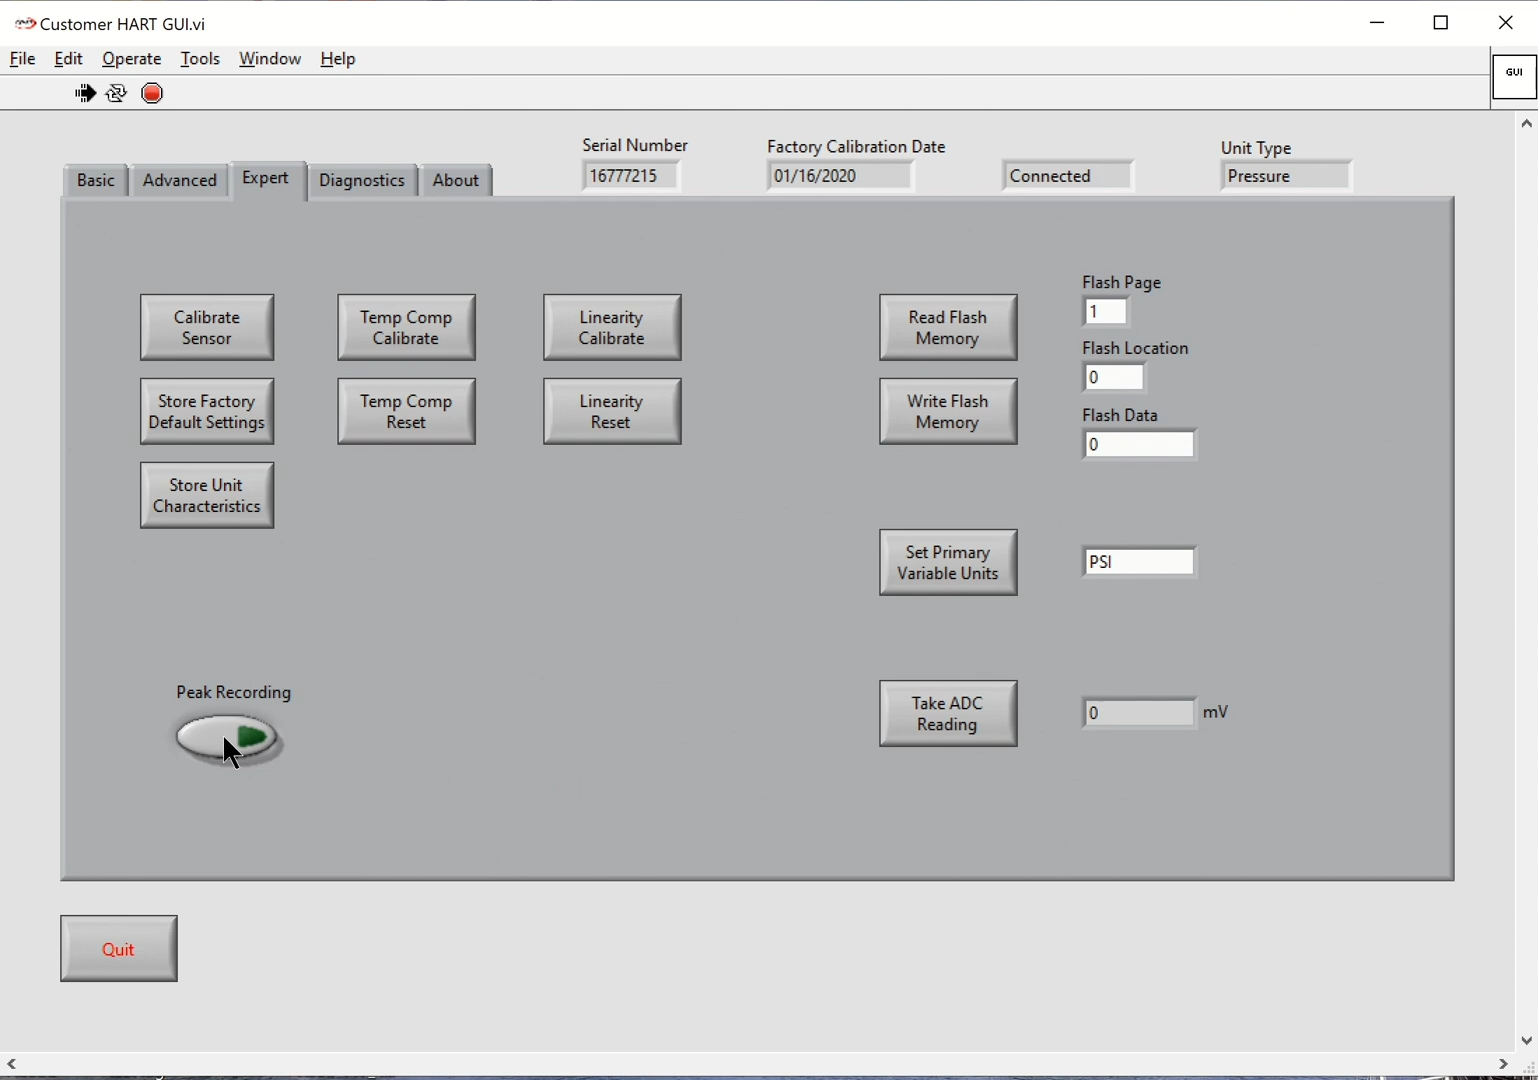 Customer HART GUI.vi
File Edit Operate Tools Window Help
GUI
Serial Number
Factory Calibration Date
Unit Type
16777215
01/16/2020
Connected
Pressure
Basic Advanced Expert Diagnostics About
Calibrate
Sensor
Temp Comp
Calibrate
Linearity
Calibrate
Read Flash
Memory
Flash Page
1
Flash Location
0
Store Factory
Default Settings
Temp Comp
Reset
Linearity
Reset
Write Flash
Memory
Flash Data
0
Store Unit
Characteristics
Set Primary
Variable Units
PSI
Peak Recording
Take ADC
Reading
0 mV
Quit